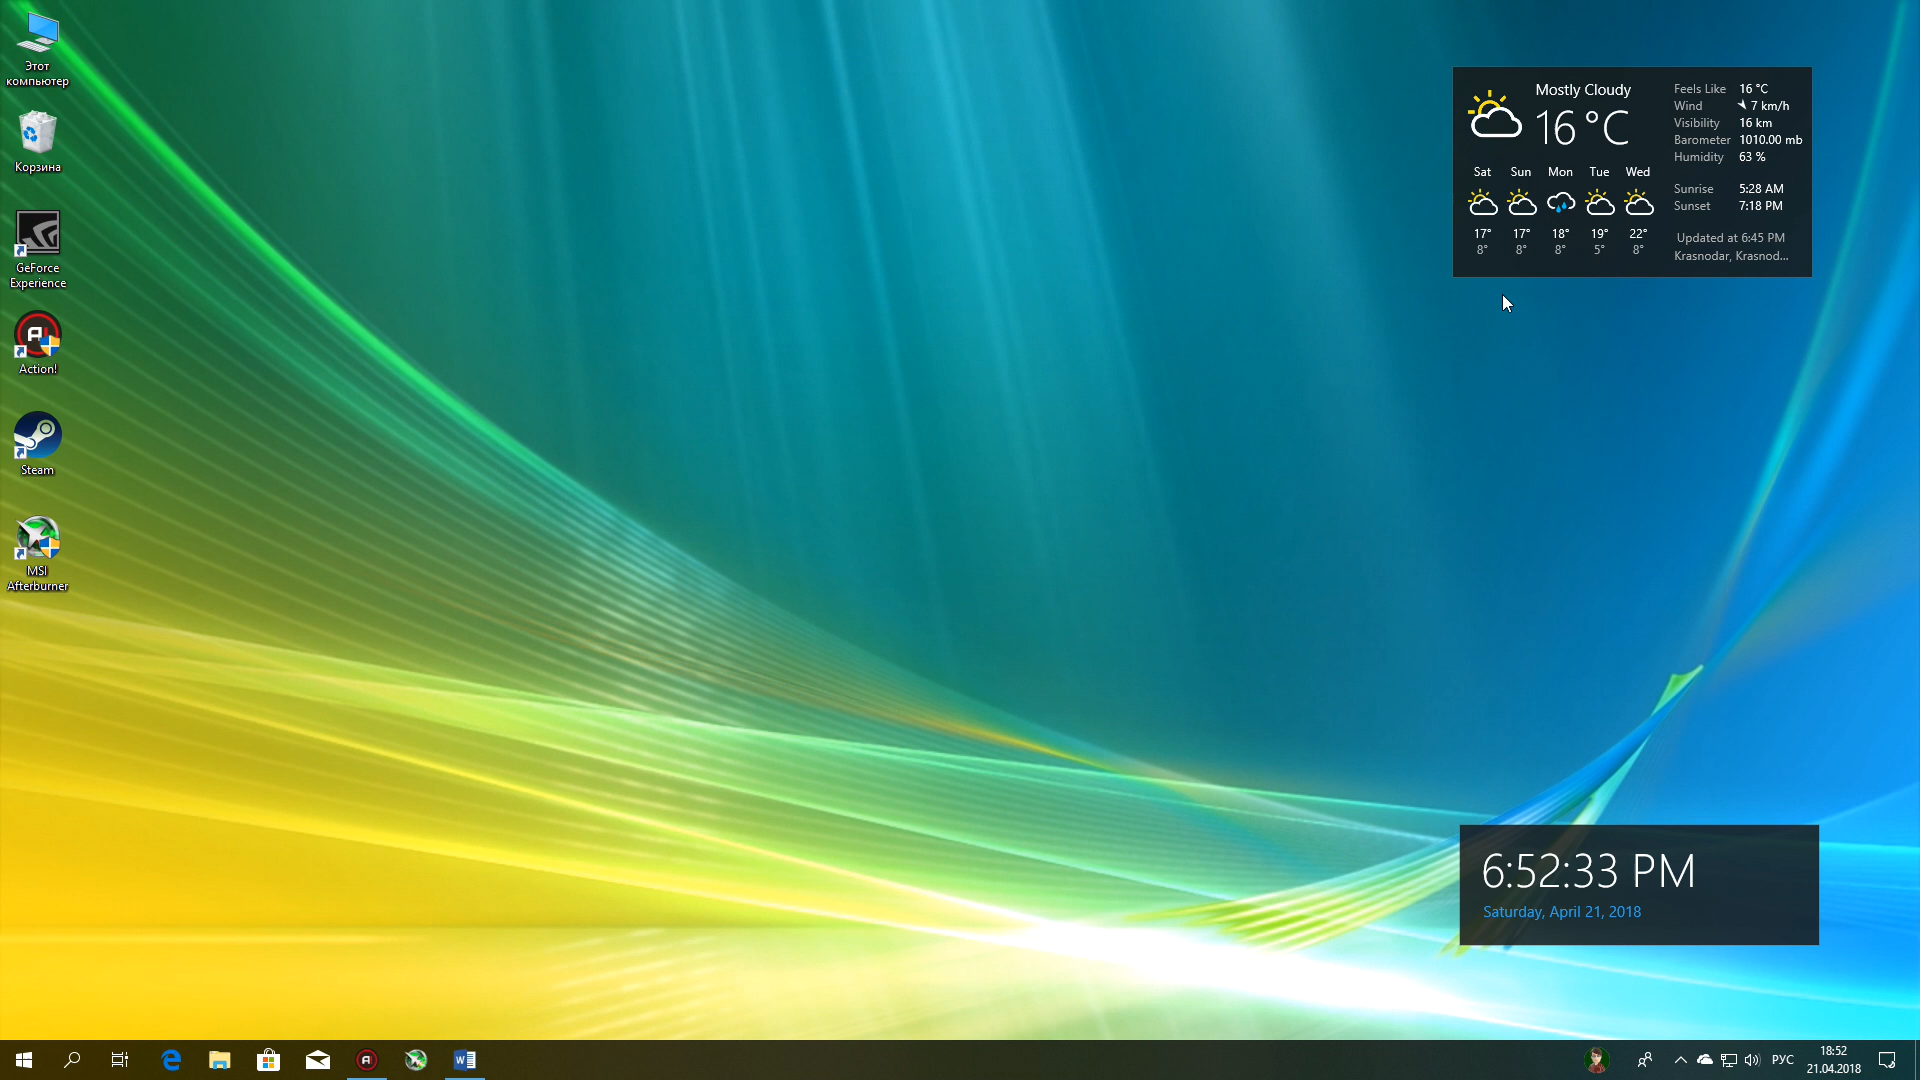 Этот
компьютер
Корзина
GeForce
Experience
Action!
Steam
MSI
Afterburner
Mostly Cloudy
16 °C
Sat Sun Mon Tue Wed
17° 17° 18° 19° 22°
8° 8° 8° 5° 8°
Feels Like 16 °C
Wind 7 km/h
Visibility 16 km
Barometer 1010.00 mb
Humidity 63 %
Sunrise 5:28 AM
Sunset 7:18 PM
Updated at 6:45 PM
Krasnodar, Krasnod...
6:52:33 PM
Saturday, April 21, 2018
РУС
18:52
21.04.2018